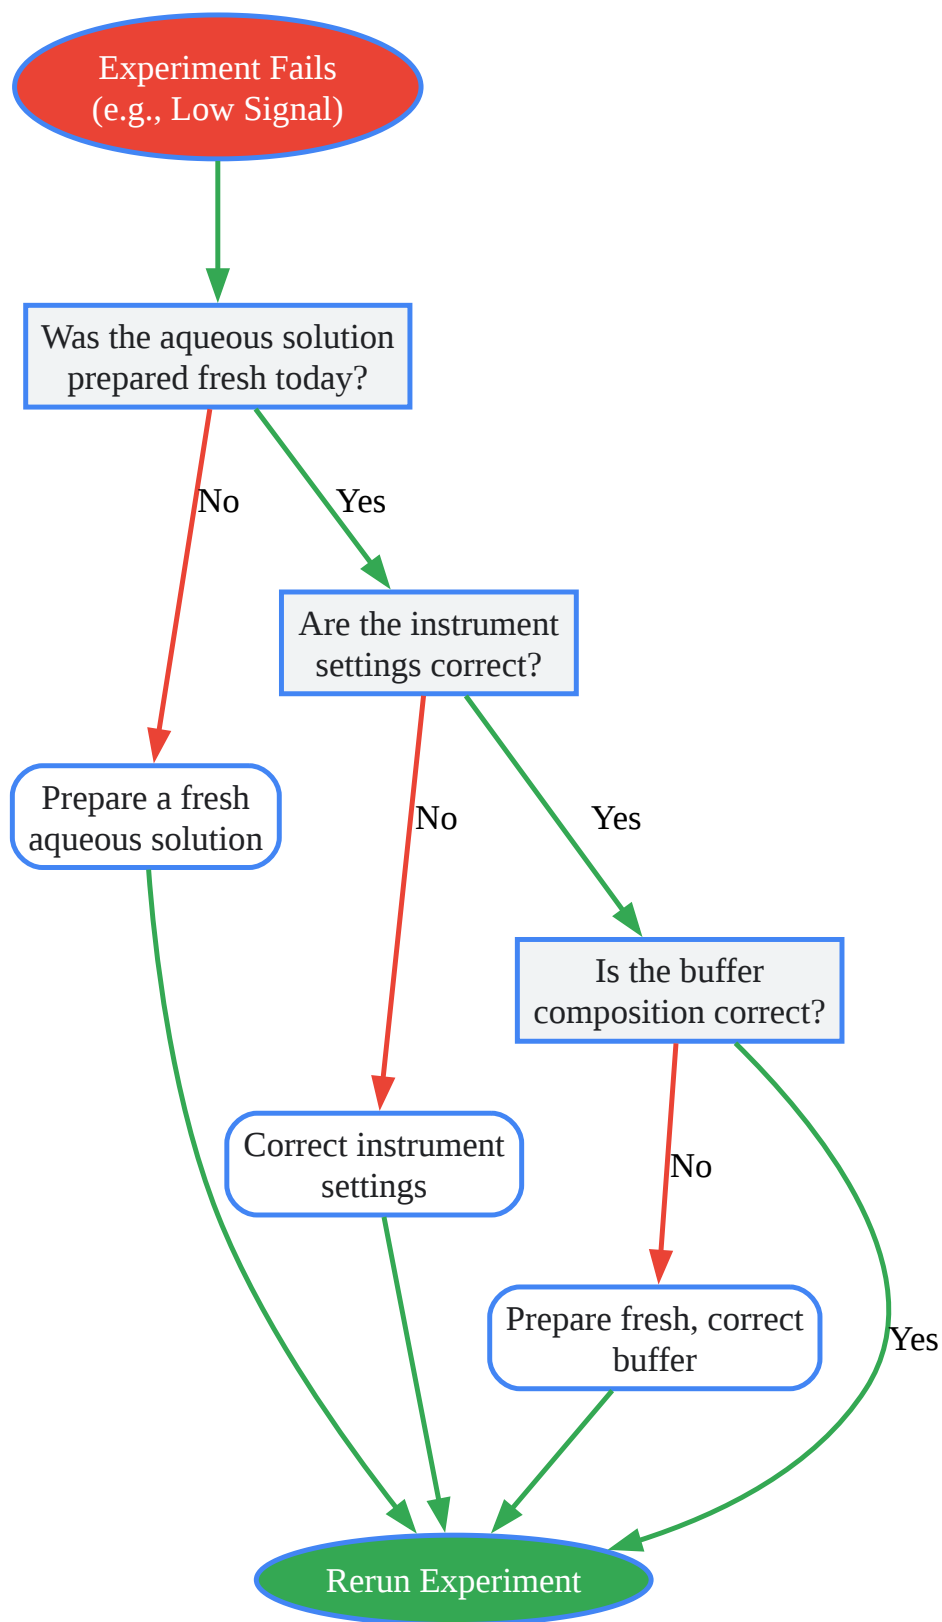 Experiment Fails
(e.g., Low Signal)
Was the aqueous solution
prepared fresh today?
No
Yes
Are the instrument
settings correct?
Prepare a fresh
aqueous solution
No
Yes
Is the buffer
composition correct?
Correct instrument
settings
No
Prepare fresh, correct
buffer
Yes
Rerun Experiment